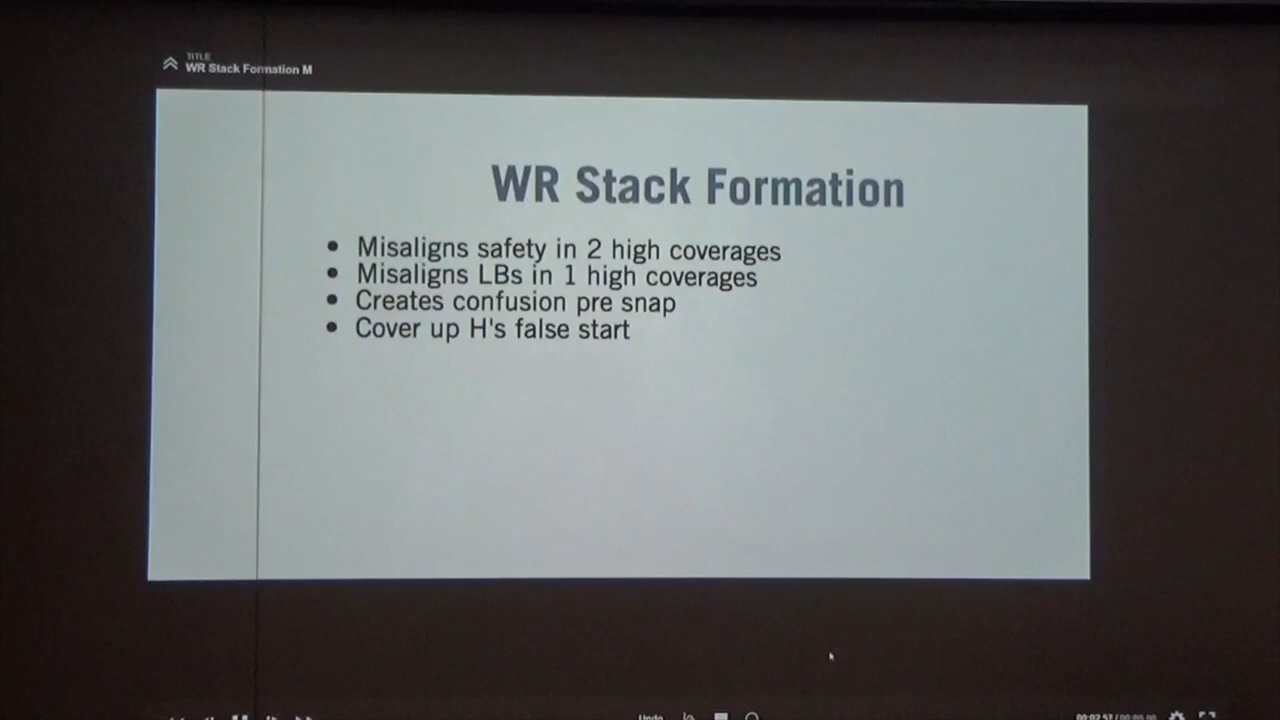 TITLE
WR Stack Formation M
WR Stack Formation
• Misaligns safety in 2 high coverages
• Misaligns LBs in 1 high coverages
• Creates confusion pre snap
• Cover up H's false start
Undo